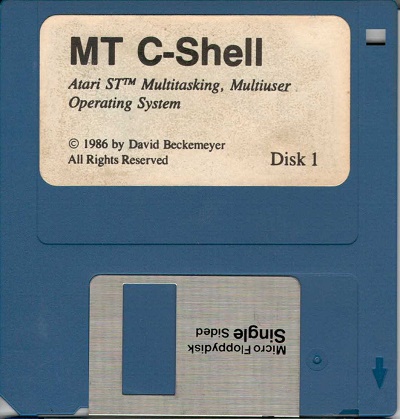 MT C-Shell
Atari ST™ Multitasking, Multiuser
Operating System
© 1986 by David Beckemeyer
All Rights Reserved
Disk 1
Micro Floppydisk
Single Sided